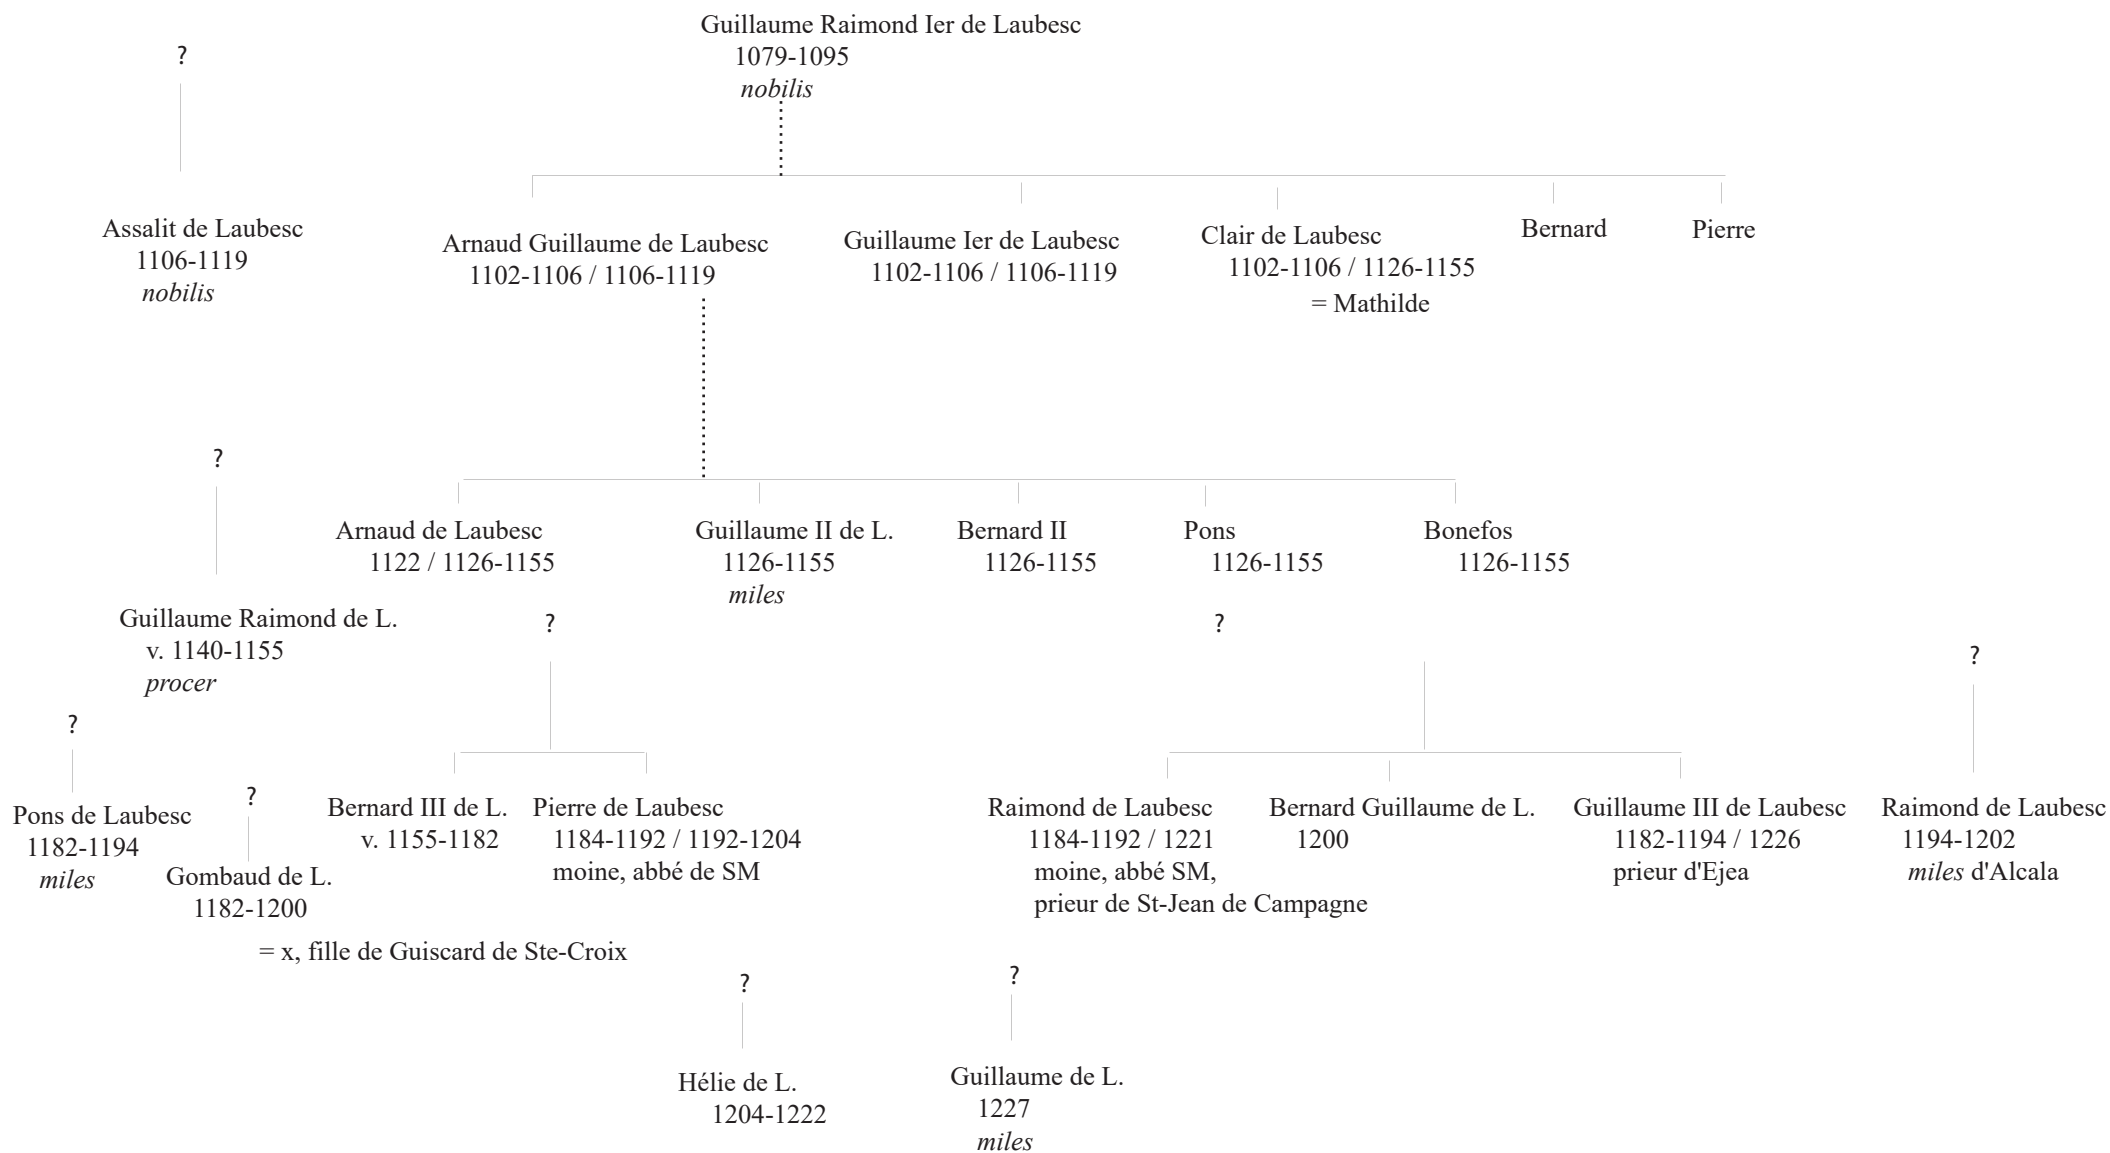 Guillaume Raimond Ier de Laubesc
1079-1095
nobilis
?
Assalit de Laubesc
1106-1119
nobilis
Arnaud Guillaume de Laubesc
1102-1106 / 1106-1119
Guillaume Ier de Laubesc
1102-1106 / 1106-1119
Clair de Laubesc
1102-1106 / 1126-1155
= Mathilde
Bernard
Pierre
?
Guillaume Raimond de L.
v. 1140-1155
procer
Arnaud de Laubesc
1122 / 1126-1155
Guillaume II de L.
1126-1155
miles
Bernard II
1126-1155
Pons
1126-1155
Bonefos
1126-1155
?
Pons de Laubesc
1182-1194
miles
?
Gombaud de L.
1182-1200
= x, fille de Guiscard de Ste-Croix
?
Bernard III de L.
v. 1155-1182
Pierre de Laubesc
1184-1192 / 1192-1204
moine, abbé de SM
?
Raimond de Laubesc
1184-1192 / 1221
moine, abbé SM,
prieur de St-Jean de Campagne
Bernard Guillaume de L.
1200
Guillaume III de Laubesc
1182-1194 / 1226
prieur d'Ejea
?
Raimond de Laubesc
1194-1202
miles d'Alcala
?
Hélie de L.
1204-1222
?
Guillaume de L.
1227
miles